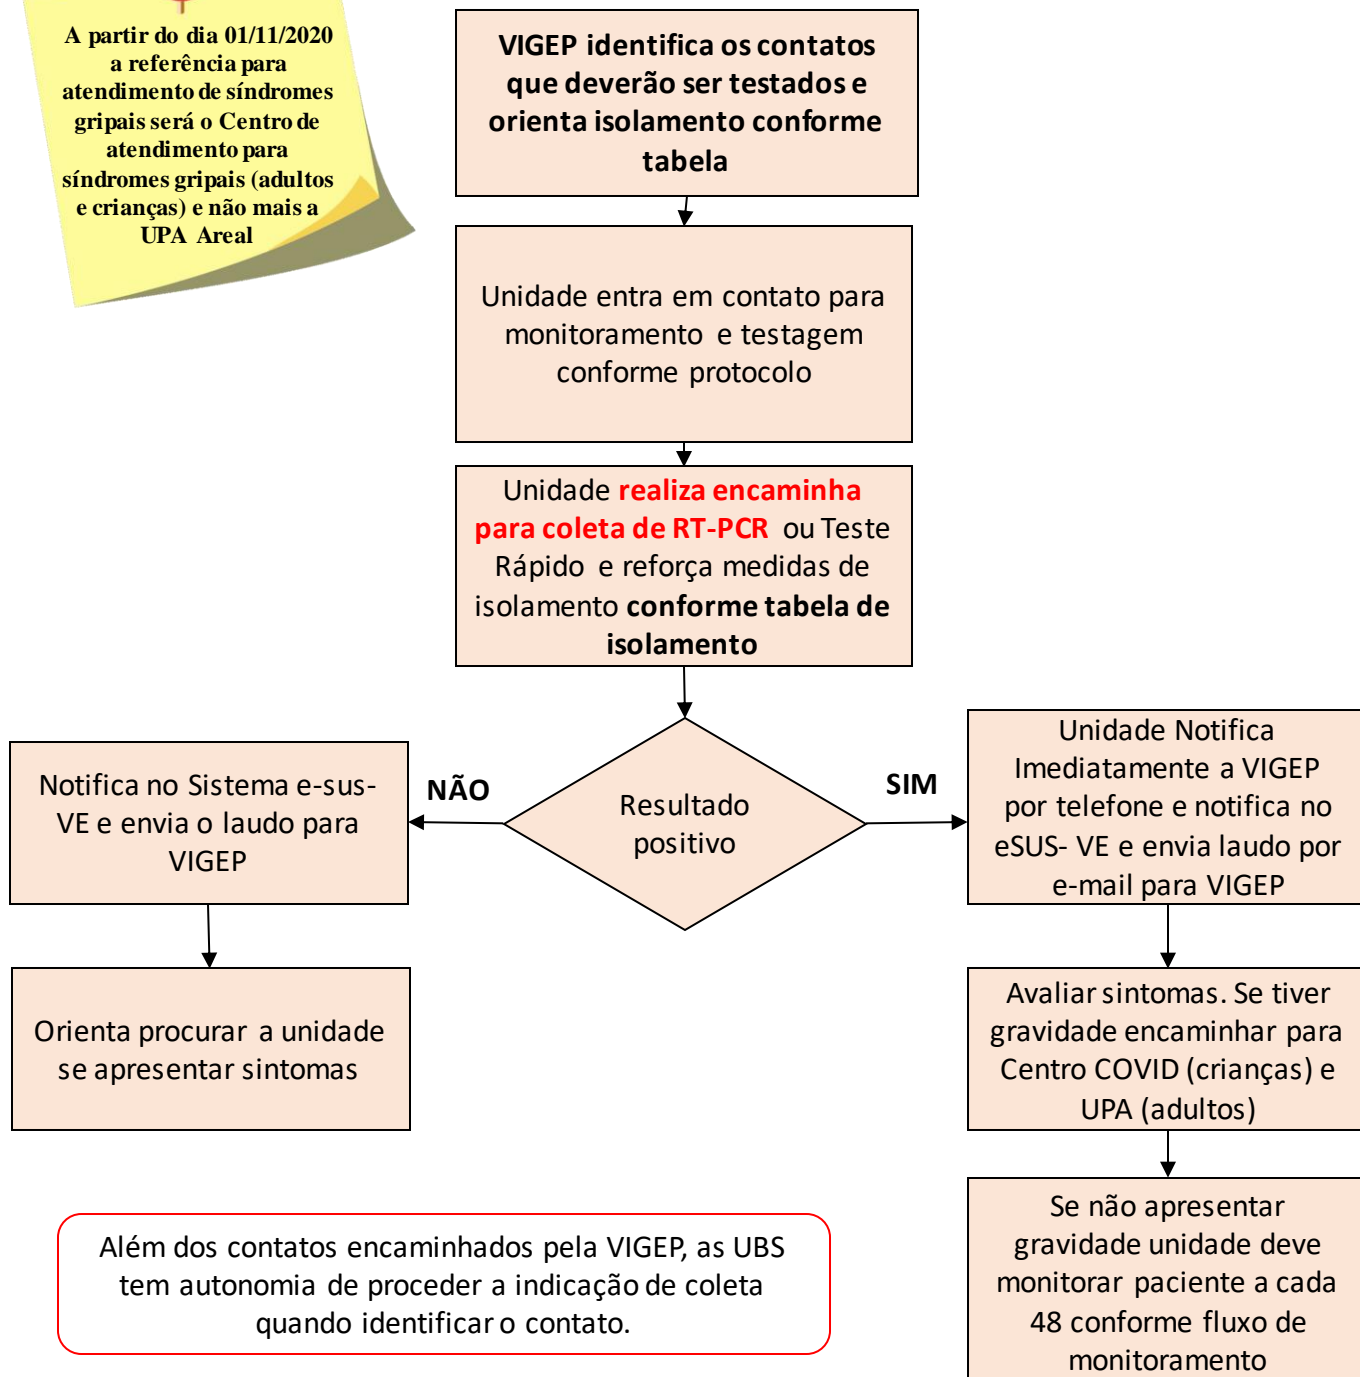 A partir do dia 01/11/2020
a referência para
atendimento de síndromes
gripais será o Centro de
atendimento para
síndromes gripais (adultos
e crianças) e não mais a
UPA Areal
VIGEP identifica os contatos
que deverão ser testados e
orienta isolamento conforme
tabela
Unidade entra em contato para
monitoramento e testagem
conforme protocolo
Unidade realiza encaminha
para coleta de RT-PCR ou Teste
Rápido e reforça medidas de
isolamento conforme tabela de
isolamento
Resultado
positivo
NÃO
SIM
Notifica no Sistema e-sus-
VE e envia o laudo para
VIGEP
Orienta procurar a unidade
se apresentar sintomas
Unidade Notifica
Imediatamente a VIGEP
por telefone e notifica no
eSUS- VE e envia laudo por
e-mail para VIGEP
Avaliar sintomas. Se tiver
gravidade encaminhar para
Centro COVID (crianças) e
UPA (adultos)
Se não apresentar
gravidade unidade deve
monitorar paciente a cada
48 conforme fluxo de
monitoramento
Além dos contatos encaminhados pela VIGEP, as UBS
tem autonomia de proceder a indicação de coleta
quando identificar o contato.